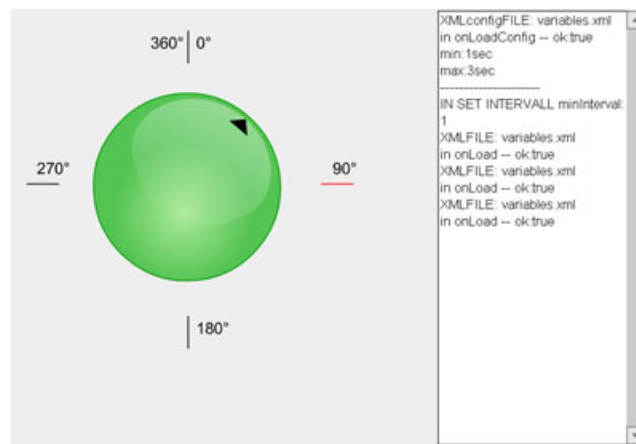 360° 0°
270°
90°
180°
XMLconfigFILE: variables.xml
in onLoadConfig -- ok:true
min:1sec
max:3sec
----------------------
IN SET INTERVALL minInterval:
1
XMLFILE: variables.xml
in onLoad -- ok:true
XMLFILE: variables.xml
in onLoad -- ok:true
XMLFILE: variables.xml
in onLoad -- ok:true